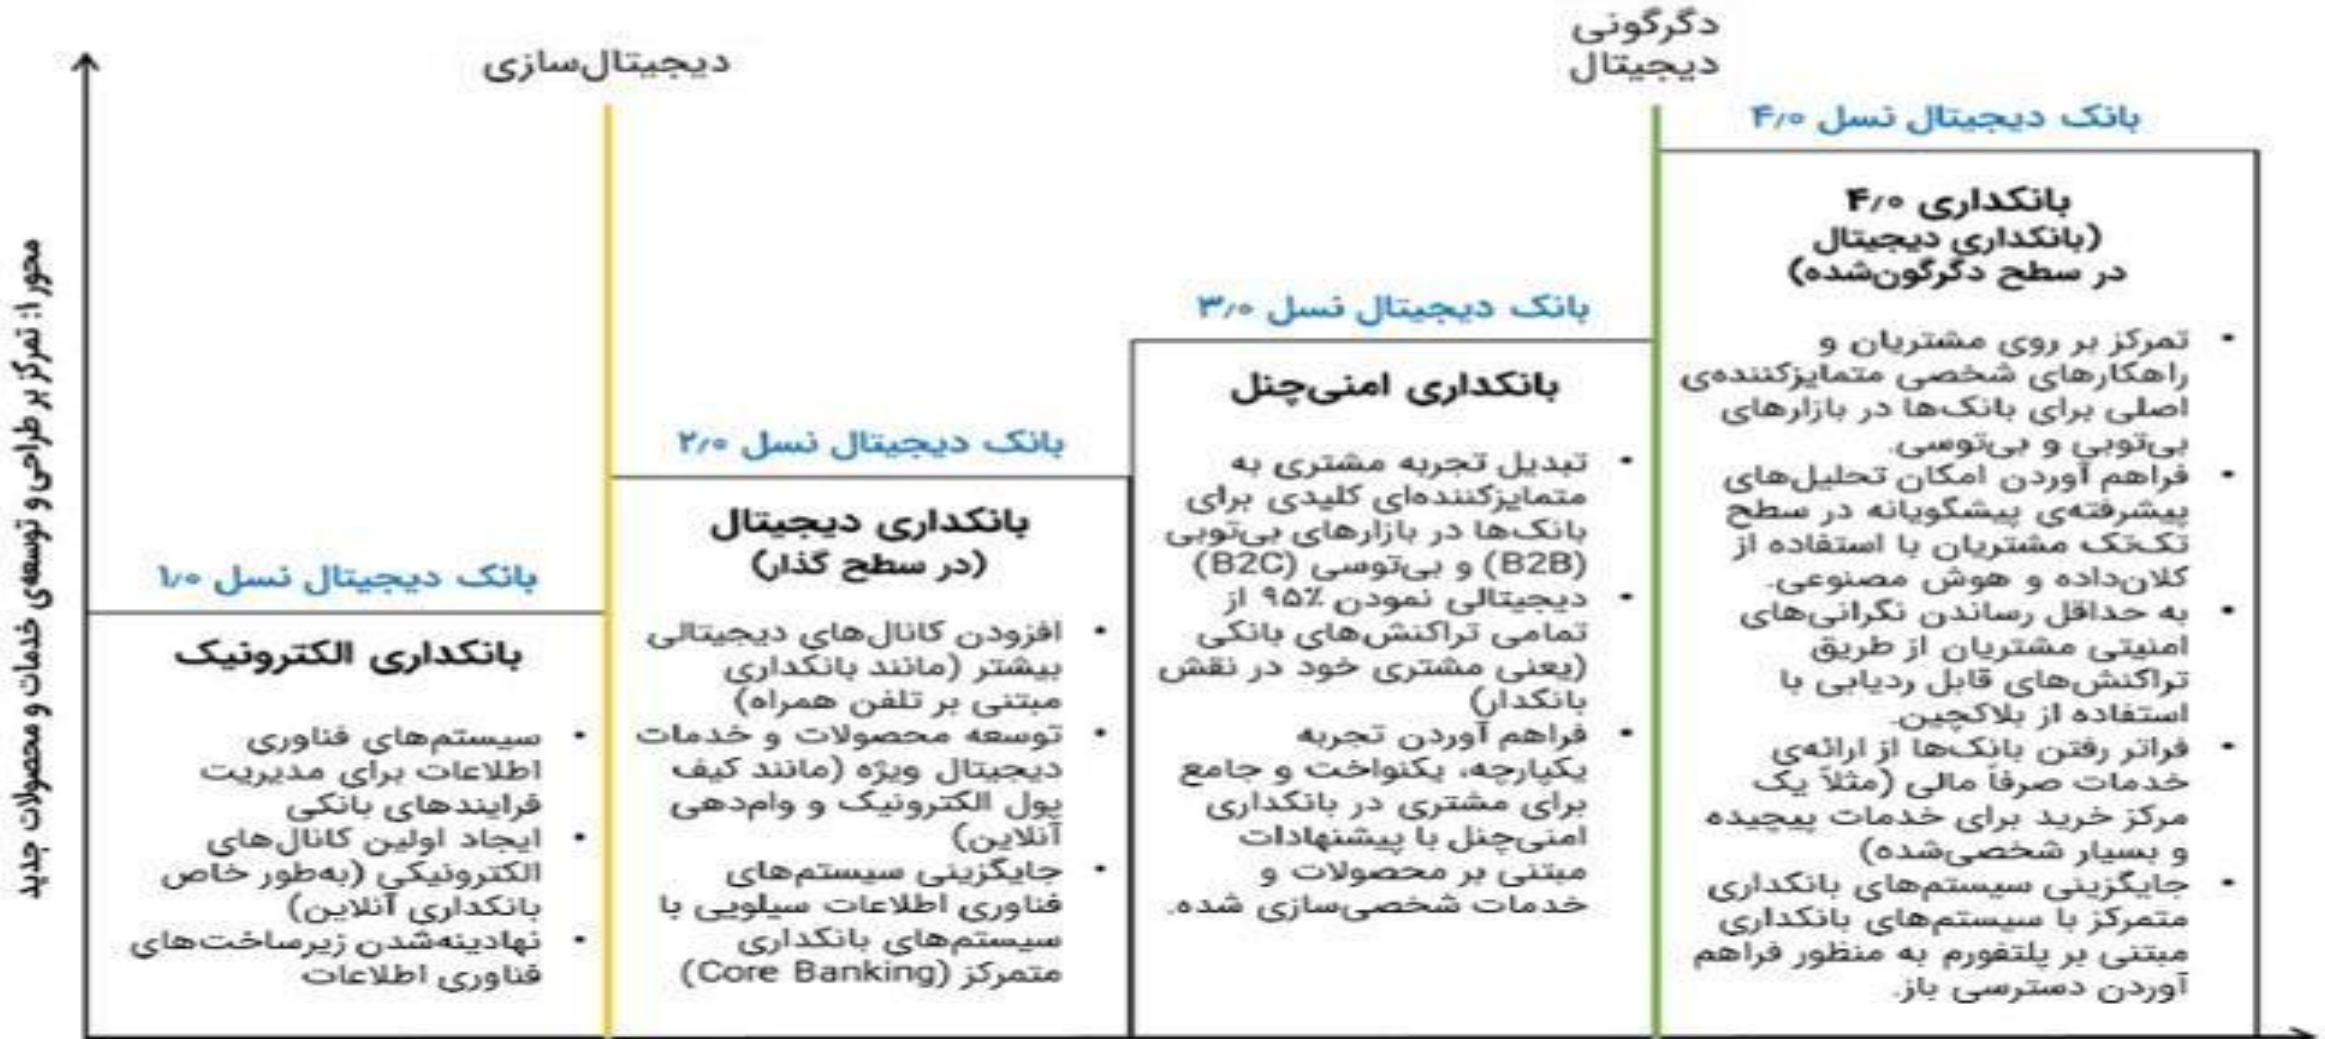 دیجیتال‌سازی
دگرگونی
دیجیتال
محور ۱: تمرکز بر طراحی و توسعه‌ی خدمات و محصولات جدید
بانک دیجیتال نسل ۱٫۰
بانکداری الکترونیک
• سیستم‌های فناوری
اطلاعات برای مدیریت
فرایندهای بانکی
• ایجاد اولین کانال‌های
الکترونیکی (به‌طور خاص
بانکداری آنلاین)
• نهادینه‌شدن زیرساخت‌های
فناوری اطلاعات
بانک دیجیتال نسل ۲٫۰
بانکداری دیجیتال
(در سطح گذار)
• افزودن کانال‌های دیجیتالی
بیشتر (مانند بانکداری
مبتنی بر تلفن همراه)
• توسعه محصولات و خدمات
دیجیتال ویژه (مانند کیف
پول الکترونیک و وام‌دهی
آنلاین)
• جایگزینی سیستم‌های
فناوری اطلاعات سیلویی با
سیستم‌های بانکداری
متمرکز (Core Banking)
بانک دیجیتال نسل ۳٫۰
بانکداری امنی‌چنل
• تبدیل تجربه مشتری به
متمایزکننده‌ای کلیدی برای
بانک‌ها در بازارهای بی‌توبی
(B2B) و بی‌توسی (B2C)
• دیجیتالی نمودن ۹۵٪ از
تمامی تراکنش‌های بانکی
(یعنی مشتری خود در نقش
بانکدار)
• فراهم آوردن تجربه
یکپارچه، یکنواخت و جامع
برای مشتری در بانکداری
امنی‌چنل با پیشنهادات
مبتنی بر محصولات و
خدمات شخصی‌سازی شده.
بانک دیجیتال نسل ۴٫۰
بانکداری ۴٫۰
(بانکداری دیجیتال
در سطح دگرگون‌شده)
• تمرکز بر روی مشتریان و
راهکارهای شخصی متمایزکننده‌ی
اصلی برای بانک‌ها در بازارهای
بی‌توبی و بی‌توسی.
• فراهم آوردن امکان تحلیل‌های
پیشرفته‌ی پیشگویانه در سطح
تک‌تک مشتریان با استفاده از
کلان‌داده و هوش مصنوعی.
• به حداقل رساندن نگرانی‌های
امنیتی مشتریان از طریق
تراکنش‌های قابل ردیابی با
استفاده از بلاکچین.
• فراتر رفتن بانک‌ها از ارائه‌ی
خدمات صرفاً مالی (مثلاً یک
مرکز خرید برای خدمات پیچیده
و بسیار شخصی‌شده)
• جایگزینی سیستم‌های بانکداری
متمرکز با سیستم‌های بانکداری
مبتنی بر پلتفورم به منظور فراهم
آوردن دسترسی باز.